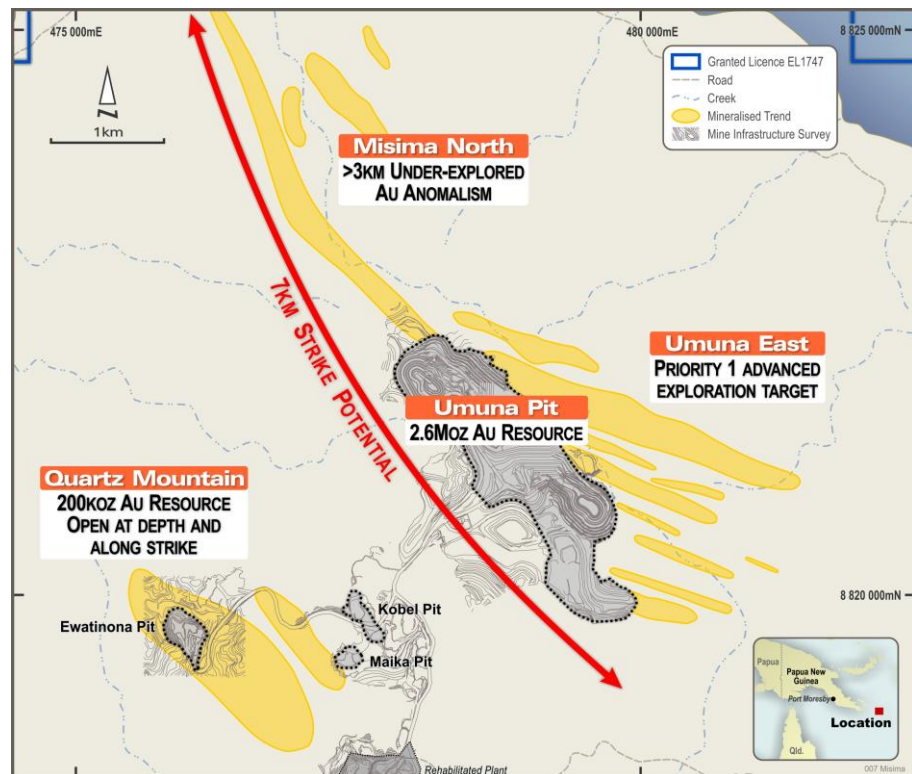 475 000mE
480 000mE
8 825 000mN
N
1km
Granted Licence EL1747
Road
Creek
Mineralised Trend
Mine Infrastructure Survey
Misima North
>3KM UNDER-EXPLORED
AU ANOMALISM
7KM STRIKE POTENTIAL
Umuna East
PRIORITY 1 ADVANCED
EXPLORATION TARGET
Umuna Pit
2.6MOZ AU RESOURCE
Quartz Mountain
200KOZ AU RESOURCE
OPEN AT DEPTH AND
ALONG STRIKE
Ewatinona Pit
Kobel Pit
Maika Pit
8 820 000mN
Rehabilitated Plant
Papua
Papua New
Guinea
Port Moresby
Location
Qld.
007 Misima